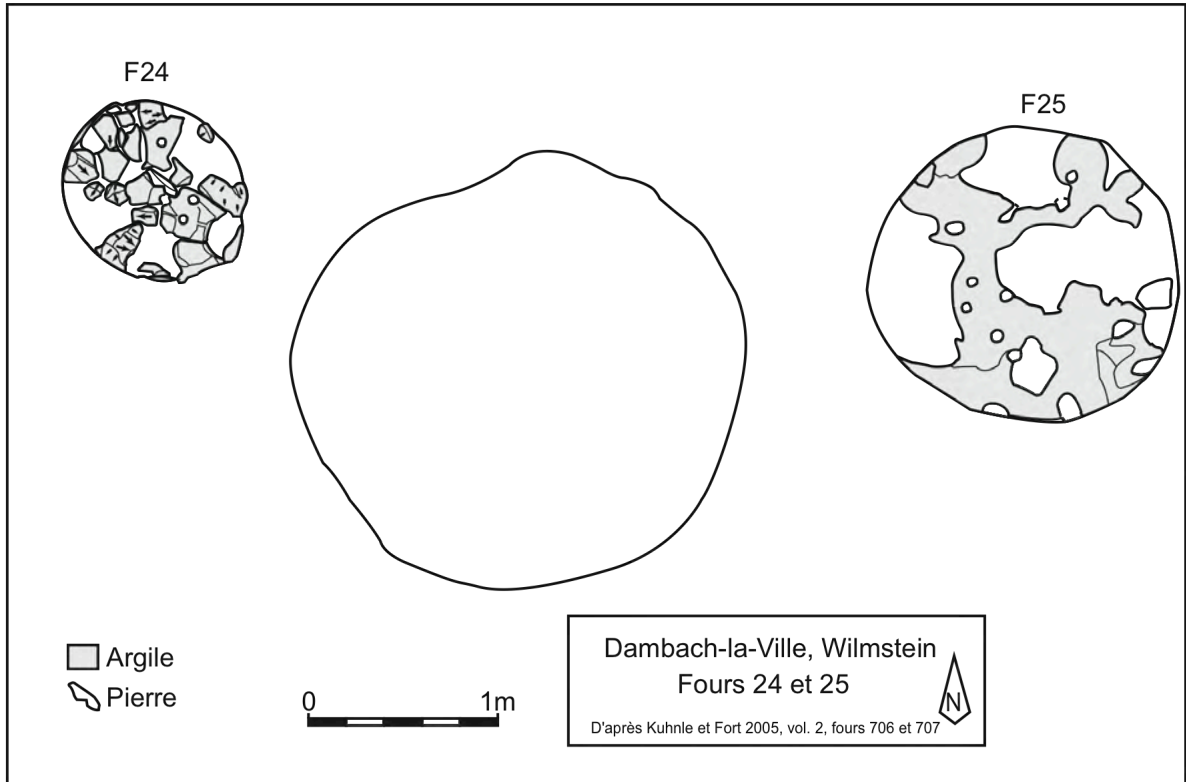 F24
F25
Argile
Pierre
0 1m
Dambach-la-Ville, Wilmstein
Fours 24 et 25
D'après Kuhnle et Fort 2005, vol. 2, fours 706 et 707
N